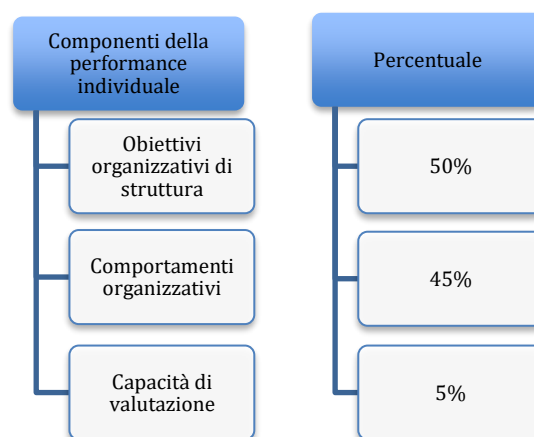 Componenti della
performance
individuale
Percentuale
Obiettivi
organizzativi di
struttura
50%
Comportamenti
organizzativi
45%
Capacità di
valutazione
5%